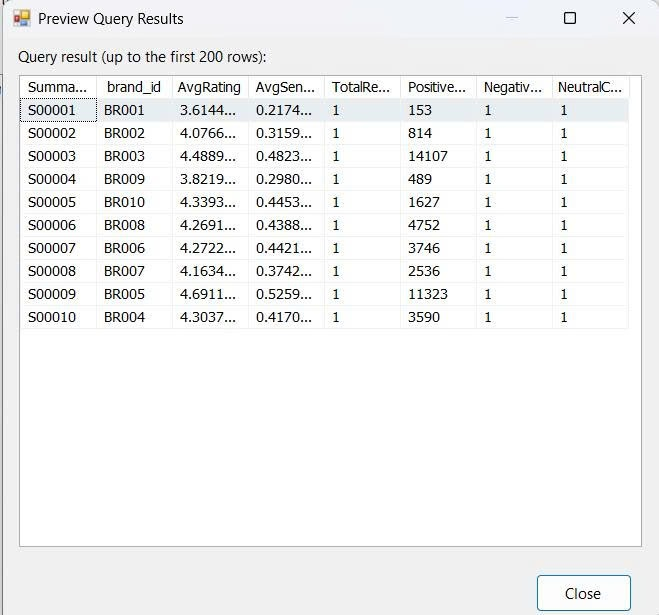 Preview Query Results
Query result (up to the first 200 rows):
Summa... brand_id AvgRating AvgSen... TotalRe... Positive... Negativ... NeutralC...
S00001 BR001 3.6144... 0.2174... 1 153 1 1
S00002 BR002 4.0766... 0.3159... 1 814 1 1
S00003 BR003 4.4889... 0.4823... 1 14107 1 1
S00004 BR009 3.8219... 0.2980... 1 489 1 1
S00005 BR010 4.3393... 0.4453... 1 1627 1 1
S00006 BR008 4.2691... 0.4388... 1 4752 1 1
S00007 BR006 4.2722... 0.4421... 1 3746 1 1
S00008 BR007 4.1634... 0.3742... 1 2536 1 1
S00009 BR005 4.6911... 0.5259... 1 11323 1 1
S00010 BR004 4.3037... 0.4170... 1 3590 1 1
Close